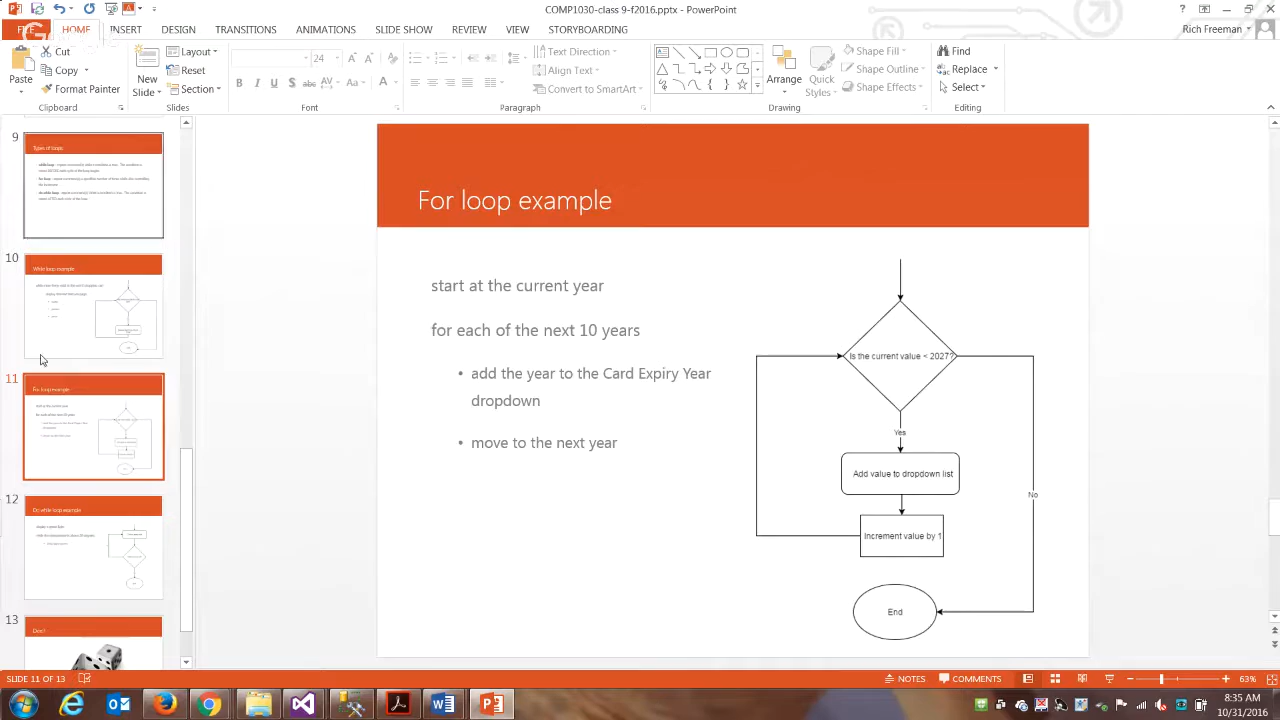 COMP1030-class 9-f2016.pptx - PowerPoint
FILE HOME INSERT DESIGN TRANSITIONS ANIMATIONS SLIDE SHOW REVIEW VIEW STORYBOARDING
Rich Freeman
Paste
Cut
Copy
Format Painter
Clipboard
New
Slide
Layout
Reset
Section
Slides
24
Font
Text Direction
Align Text
Convert to SmartArt
Paragraph
Arrange
Quick
Styles
Shape Fill
Shape Outline
Shape Effects
Drawing
Find
Replace
Select
Editing
9
Types of loops
10
While loop example
11
For loop example
12
Do while loop example
13
For loop example
start at the current year
for each of the next 10 years
• add the year to the Card Expiry Year
dropdown
• move to the next year
Is the current value < 2027?
Yes
Add value to dropdown list
No
Increment value by 1
End
SLIDE 11 OF 13
NOTES
COMMENTS
63%
8:35 AM
10/31/2016